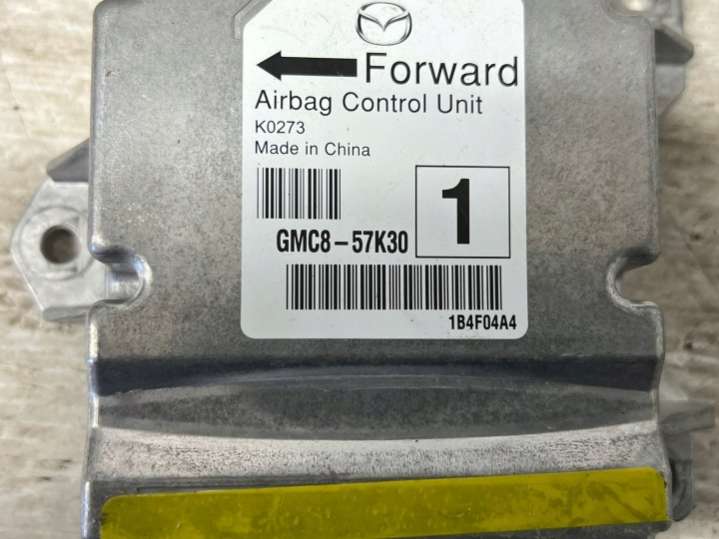 Forward
Airbag Control Unit
K0273
Made in China
1
GMC8-57K30
1B4F04A4